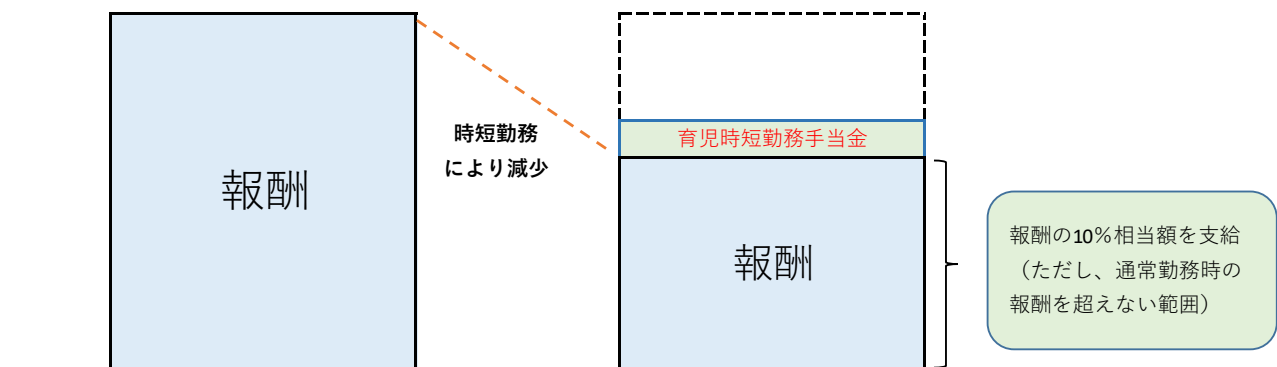 報酬
時短勤務
により減少
育児時短勤務手当金
報酬
報酬の10％相当額を支給
（ただし、通常勤務時の
報酬を超えない範囲）